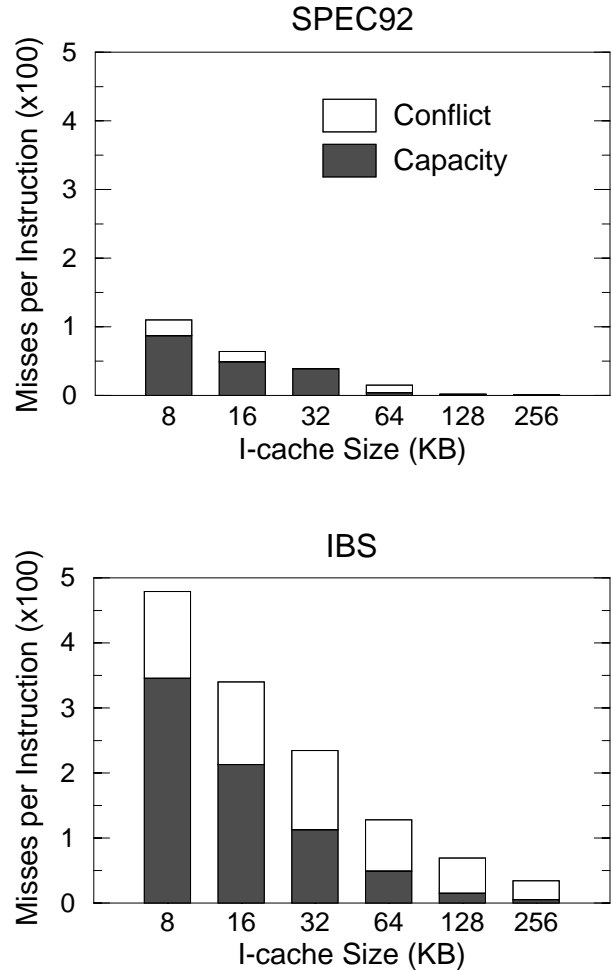 SPEC92
Misses per Instruction (x100)
5
4
3
2
1
0
Conflict
Capacity
8 16 32 64 128 256
I-cache Size (KB)
IBS
Misses per Instruction (x100)
5
4
3
2
1
0
8 16 32 64 128 256
I-cache Size (KB)